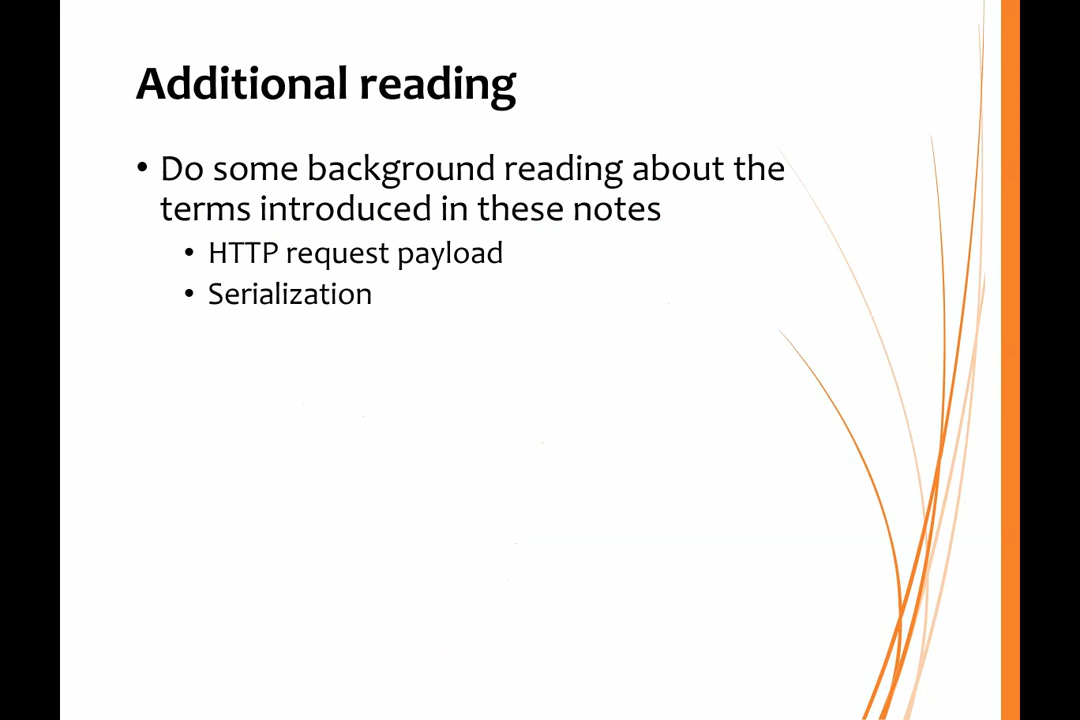 Additional reading
• Do some background reading about the
terms introduced in these notes
• HTTP request payload
• Serialization